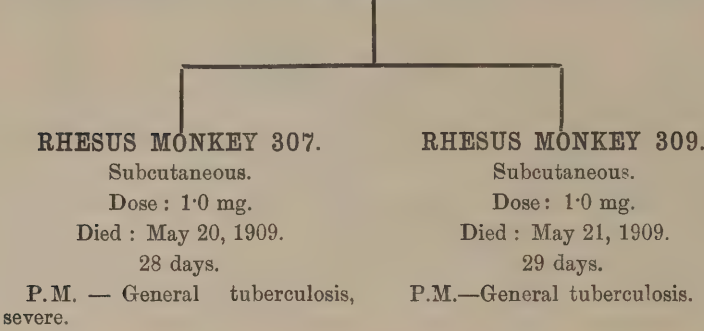 RHESUS MONKEY 307.
Subcutaneous.
Dose: 1·0 mg.
Died: May 20, 1909.
28 days.
P.M. — General tuberculosis,
severe.
RHESUS MONKEY 309.
Subcutaneous.
Dose: 1·0 mg.
Died: May 21, 1909.
29 days.
P.M.—General tuberculosis.